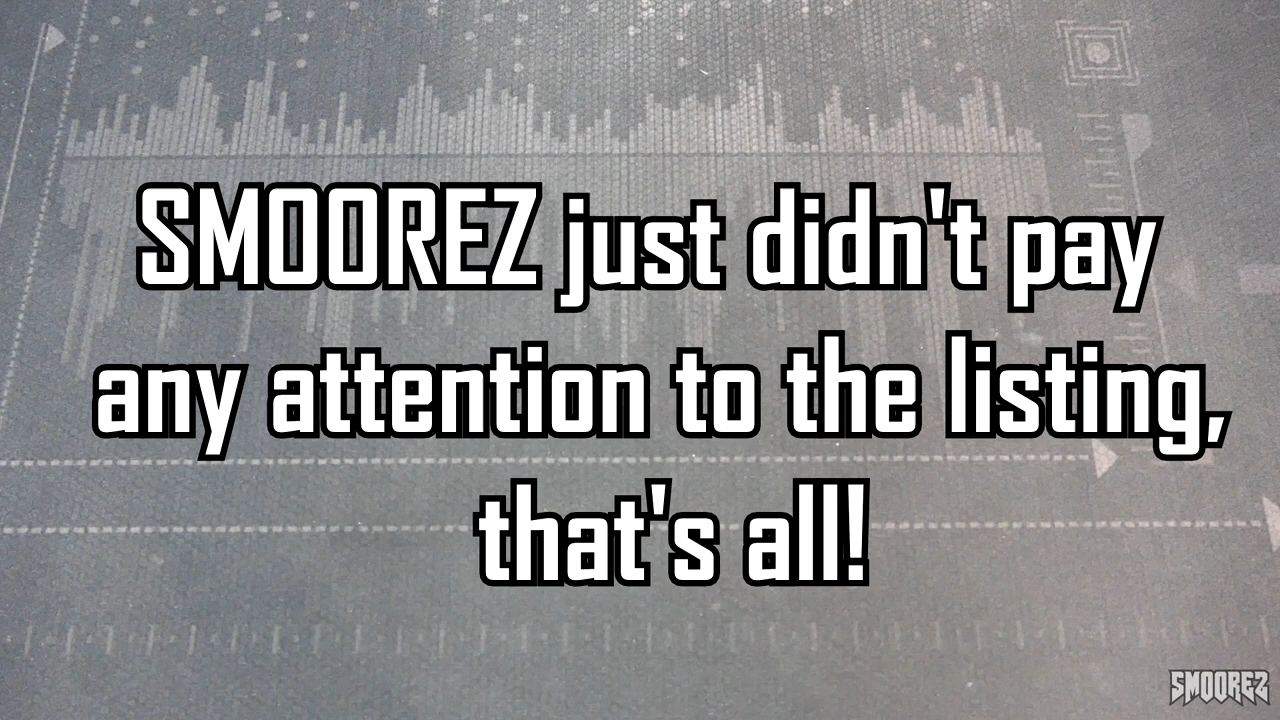 SMOOREZ just didn't pay
any attention to the listing,
that's all!
SMOOREZ